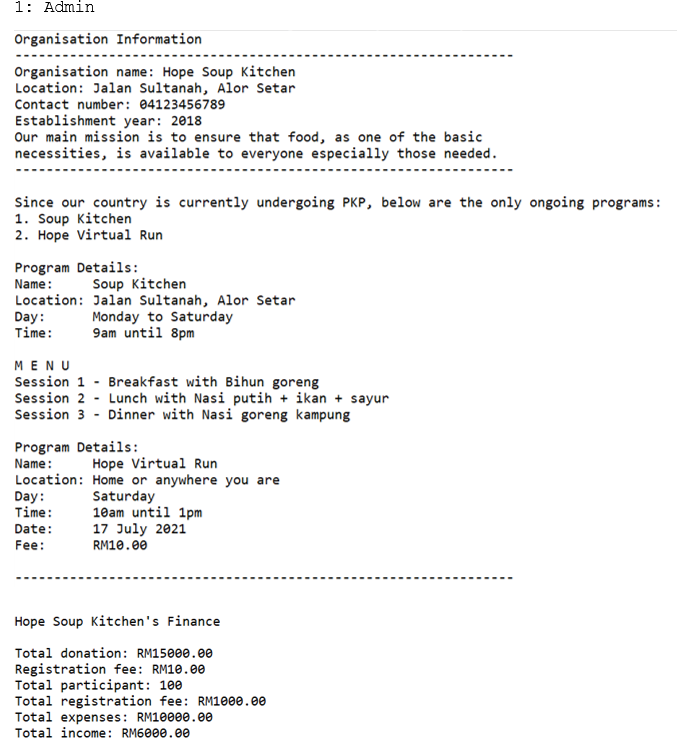 1: Admin
Organisation Information
----------------------------------------------------------------
Organisation name: Hope Soup Kitchen
Location: Jalan Sultanah, Alor Setar
Contact number: 04123456789
Establishment year: 2018
Our main mission is to ensure that food, as one of the basic
necessities, is available to everyone especially those needed.
----------------------------------------------------------------
Since our country is currently undergoing PKP, below are the only ongoing programs:
1. Soup Kitchen
2. Hope Virtual Run
Program Details:
Name:     Soup Kitchen
Location: Jalan Sultanah, Alor Setar
Day:      Monday to Saturday
Time:     9am until 8pm
M E N U
Session 1 - Breakfast with Bihun goreng
Session 2 - Lunch with Nasi putih + ikan + sayur
Session 3 - Dinner with Nasi goreng kampung
Program Details:
Name:     Hope Virtual Run
Location: Home or anywhere you are
Day:      Saturday
Time:     10am until 1pm
Date:     17 July 2021
Fee:      RM10.00
----------------------------------------------------------------
Hope Soup Kitchen's Finance
Total donation: RM15000.00
Registration fee: RM10.00
Total participant: 100
Total registration fee: RM1000.00
Total expenses: RM10000.00
Total income: RM6000.00